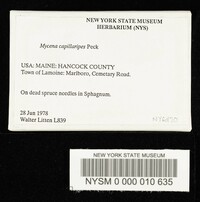 NEW YORK STATE MUSEUM
HERBARIUM (NYS)
Mycena capillaripes Peck
USA: MAINE: HANCOCK COUNTY
Town of Lamoine: Marlboro, Cemetary Road.
On dead spruce needles in Sphagnum.
28 Jun 1978
Walter Litten L839
NEW YORK STATE MUSEUM
NYSM 0 000 010 635